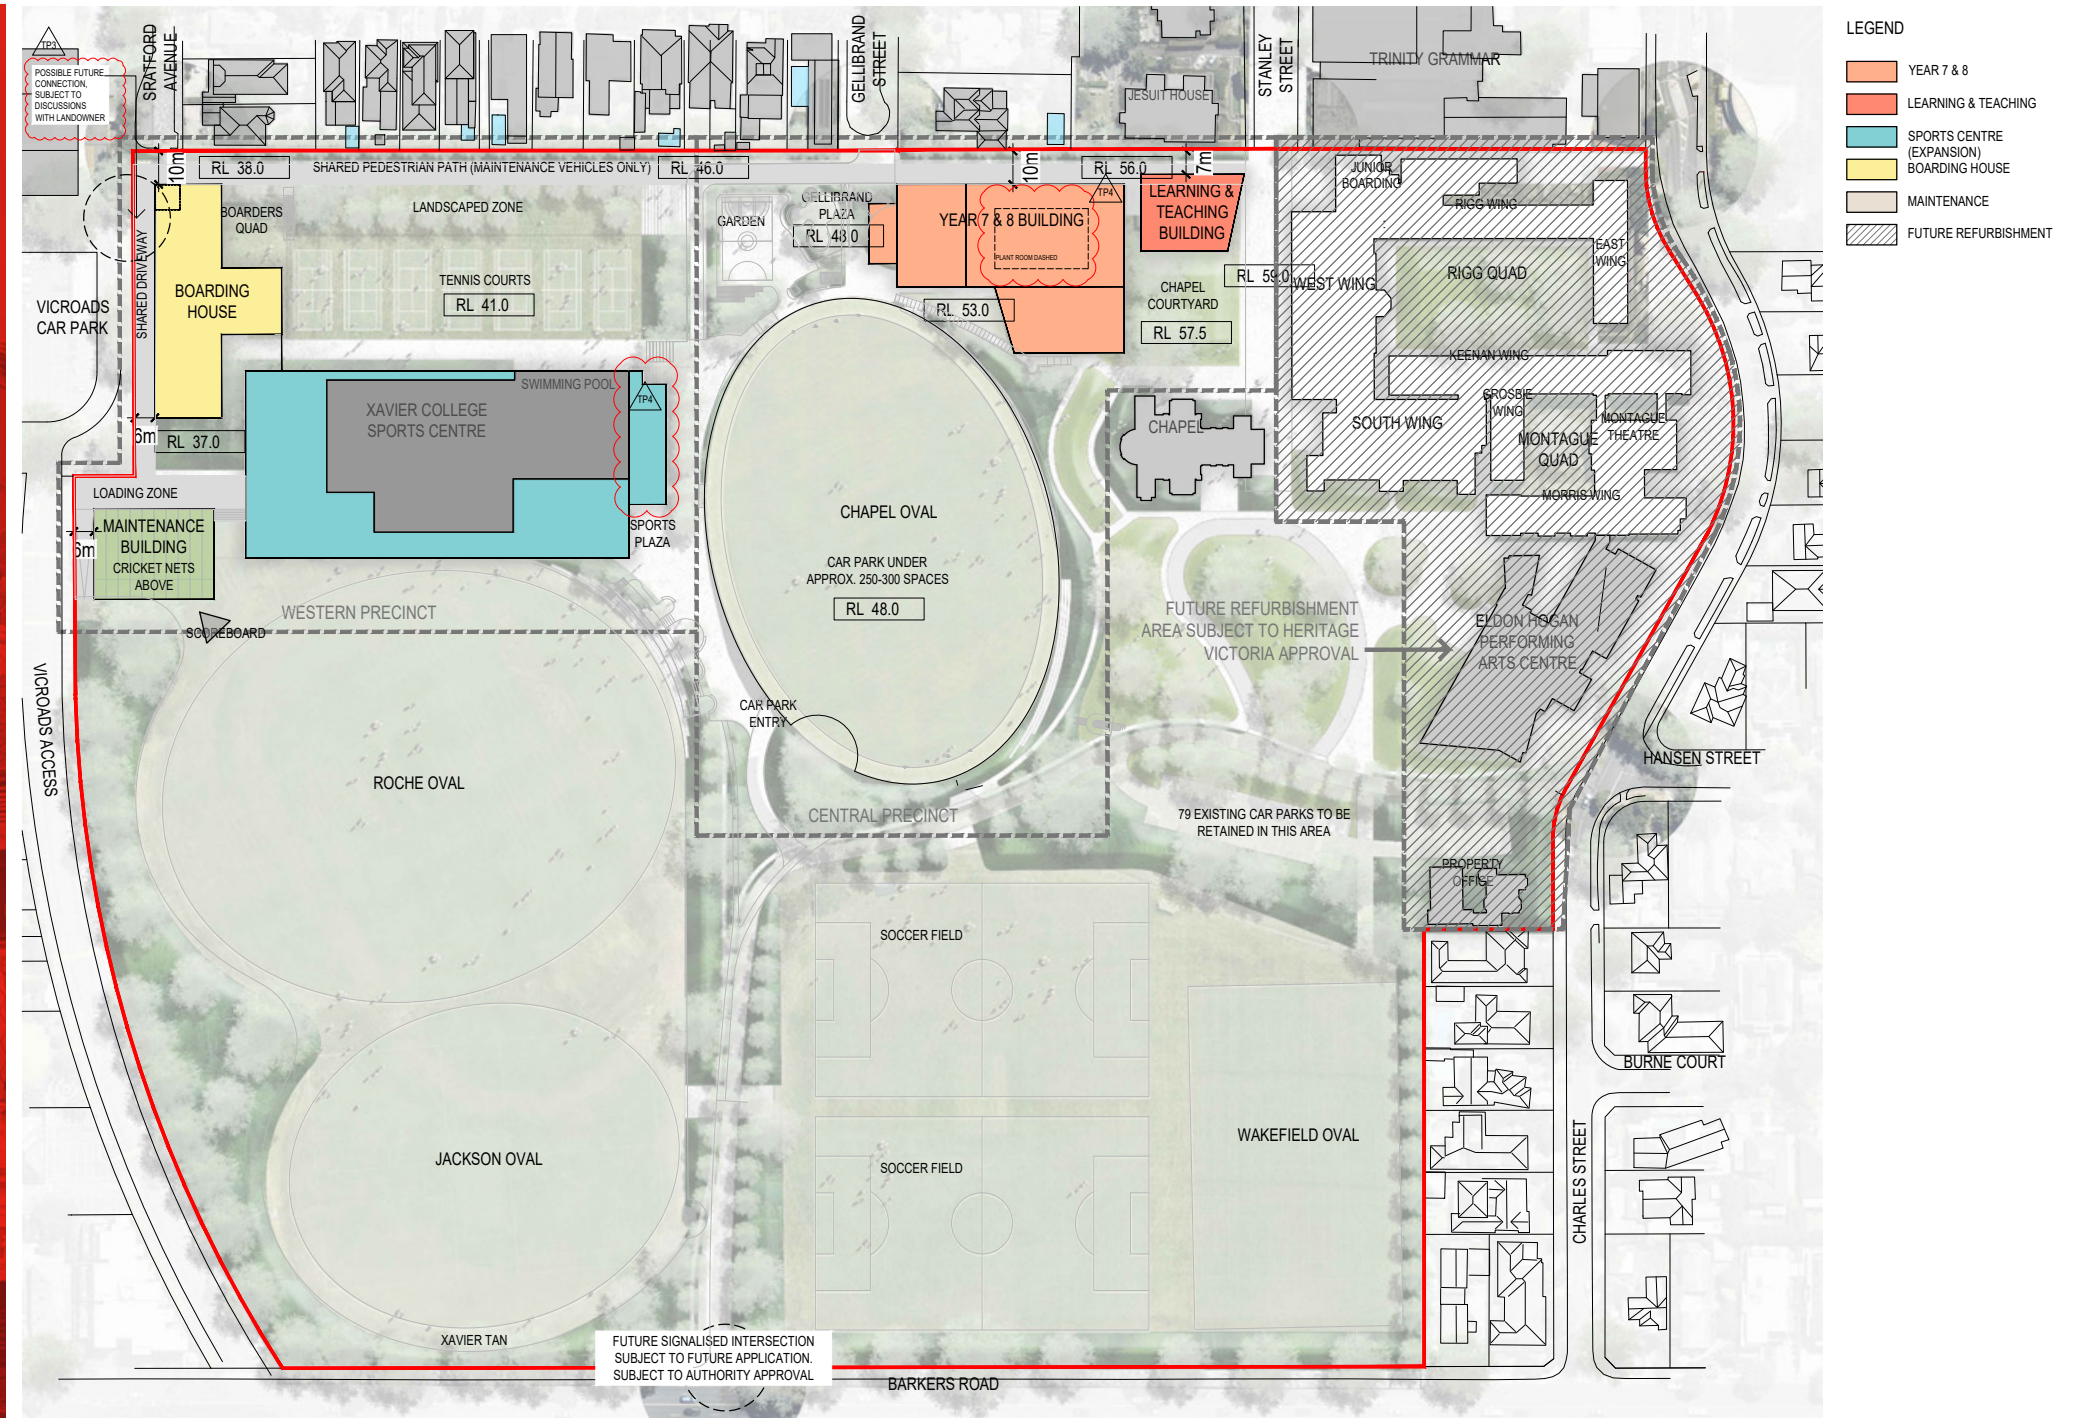 LEGEND
YEAR 7 & 8
LEARNING & TEACHING
SPORTS CENTRE
(EXPANSION)
BOARDING HOUSE
MAINTENANCE
FUTURE REFURBISHMENT
TP3
POSSIBLE FUTURE
CONNECTION,
SUBJECT TO
DISCUSSIONS
WITH LANDOWNER
SRATFORD
AVENUE
GELLIBRAND
STREET
STANLEY
STREET
TRINITY GRAMMAR
JESUIT HOUSE
10m
RL 38.0
SHARED PEDESTRIAN PATH (MAINTENANCE VEHICLES ONLY)
RL 46.0
10m
RL 56.0
7m
TP4
JUNIOR
BOARDING
LEARNING &
TEACHING
BUILDING
BOARDERS
QUAD
LANDSCAPED ZONE
GARDEN
GELLIBRAND
PLAZA
RL 48.0
YEAR 7 & 8 BUILDING
PLANT ROOM DASHED
RIGG WING
EAST
WING
RIGG QUAD
WEST WING
RL 59.0
SHARED DRIVEWAY
VICROADS
CAR PARK
BOARDING
HOUSE
TENNIS COURTS
RL 41.0
RL 53.0
CHAPEL
COURTYARD
RL 57.5
KEENAN WING
SWIMMING POOL
TP4
XAVIER COLLEGE
SPORTS CENTRE
CROSBIE
WING
MONTAGUE
THEATRE
SOUTH WING
MONTAGUE
QUAD
CHAPEL
6m
RL 37.0
LOADING ZONE
MORRIS WING
MAINTENANCE
BUILDING
CRICKET NETS
ABOVE
6m
SPORTS
PLAZA
CHAPEL OVAL
CAR PARK UNDER
APPROX. 250-300 SPACES
RL 48.0
WESTERN PRECINCT
SCOREBOARD
FUTURE REFURBISHMENT
AREA SUBJECT TO HERITAGE
VICTORIA APPROVAL
ELDON HOGAN
PERFORMING
ARTS CENTRE
VICROADS ACCESS
CAR PARK
ENTRY
HANSEN STREET
ROCHE OVAL
CENTRAL PRECINCT
79 EXISTING CAR PARKS TO BE
RETAINED IN THIS AREA
PROPERTY
OFFICE
SOCCER FIELD
BURNE COURT
JACKSON OVAL
SOCCER FIELD
WAKEFIELD OVAL
CHARLES STREET
XAVIER TAN
FUTURE SIGNALISED INTERSECTION
SUBJECT TO FUTURE APPLICATION.
SUBJECT TO AUTHORITY APPROVAL
BARKERS ROAD